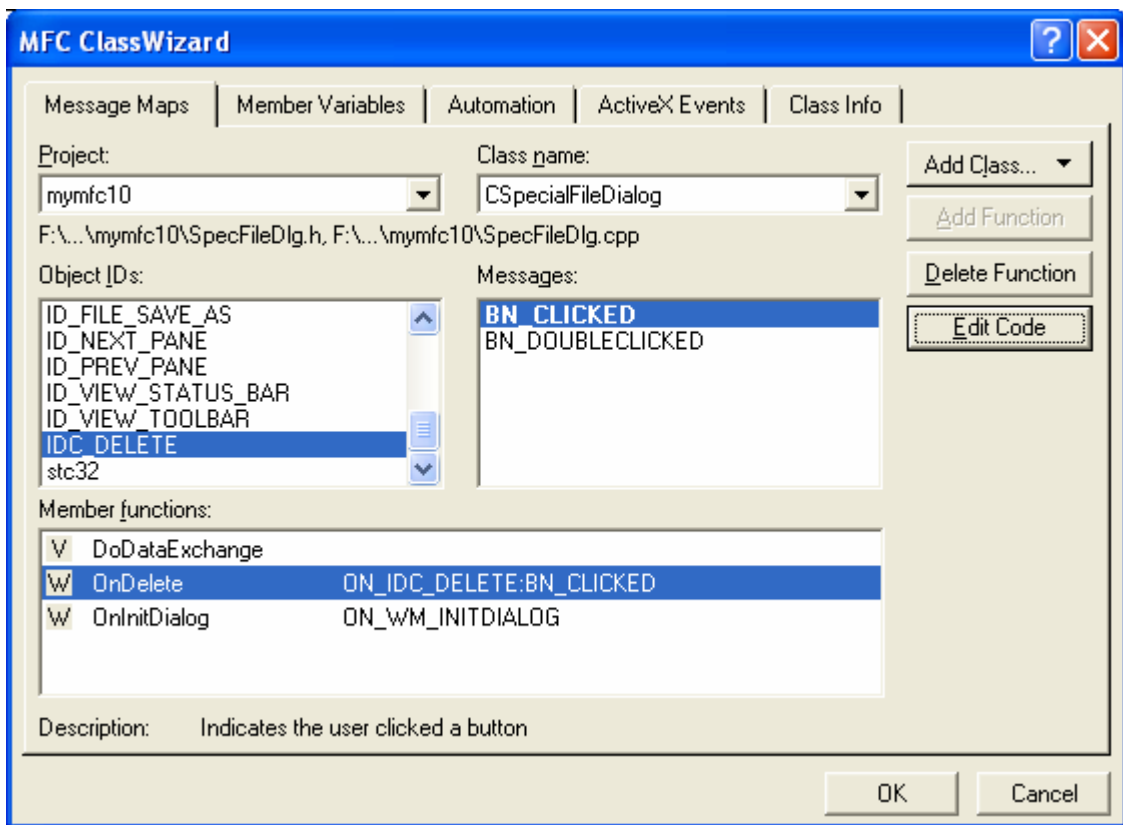 MFC ClassWizard
Message Maps Member Variables Automation ActiveX Events Class Info
Project: Class name:
mymfc10 CSpecialFileDialog
Add Class...
Add Function
F:\...\mymfc10\SpecFileDlg.h, F:\...\mymfc10\SpecFileDlg.cpp
Object IDs: Messages:
Delete Function
ID_FILE_SAVE_AS BN_CLICKED
Edit Code
ID_NEXT_PANE BN_DOUBLECLICKED
ID_PREV_PANE
ID_VIEW_STATUS_BAR
ID_VIEW_TOOLBAR
IDC_DELETE
stc32
Member functions:
V DoDataExchange
W OnDelete ON_IDC_DELETE:BN_CLICKED
W OnInitDialog ON_WM_INITDIALOG
Description: Indicates the user clicked a button
OK Cancel